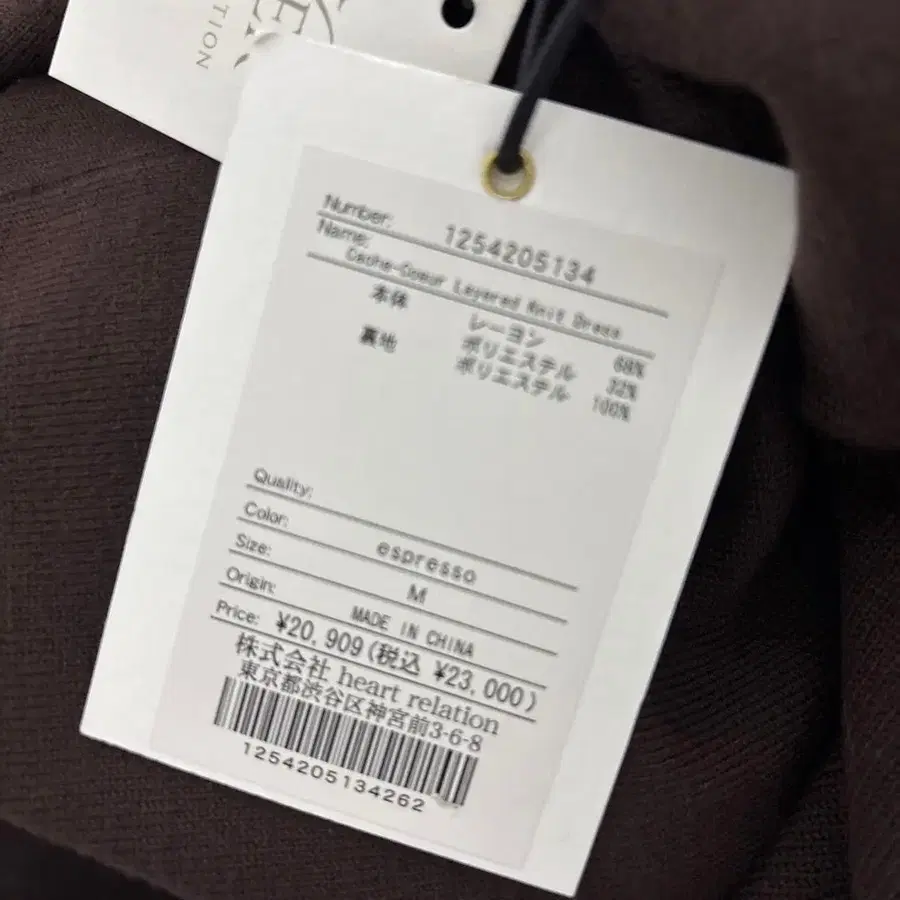 EN
TION
Number: 1254205134
Name: Cache-Coeur Layered Knit Dress
本体 レーヨン 68%
ポリエステル 32%
裏地 ポリエステル 100%
Quality:
Color: espresso
Size: M
Origin: MADE IN CHINA
Price: ¥20,909(税込 ¥23,000)
株式会社 heart relation
東京都渋谷区神宮前3-6-8
1254205134262